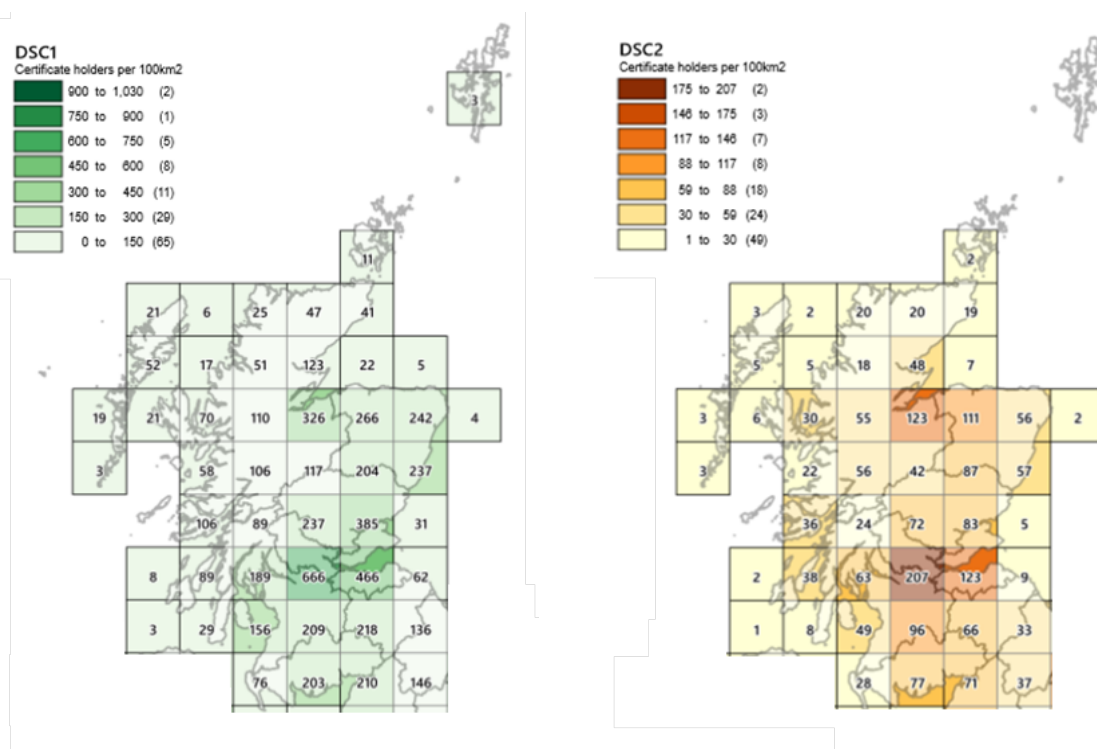 DSC1
Certificate holders per 100km2
900 to 1,030 (2)
750 to 900 (1)
600 to 750 (5)
450 to 600 (8)
300 to 450 (11)
150 to 300 (29)
0 to 150 (65)
3
11
21 6 25 47 41
52 17 51 123 22 5
19 21 70 110 326 266 242 4
3 58 106 117 204 237
106 89 237 385 31
8 89 189 666 466 62
3 29 156 209 218 136
76 203 210 146
DSC2
Certificate holders per 100km2
175 to 207 (2)
146 to 175 (3)
117 to 146 (7)
88 to 117 (8)
59 to 88 (18)
30 to 59 (24)
1 to 30 (49)
2
3 2 20 20 19
5 5 18 48 7
3 6 30 55 123 111 56 2
3 22 56 42 87 57
36 24 72 83 5
2 38 63 207 123 9
1 8 49 96 66 33
28 77 71 37